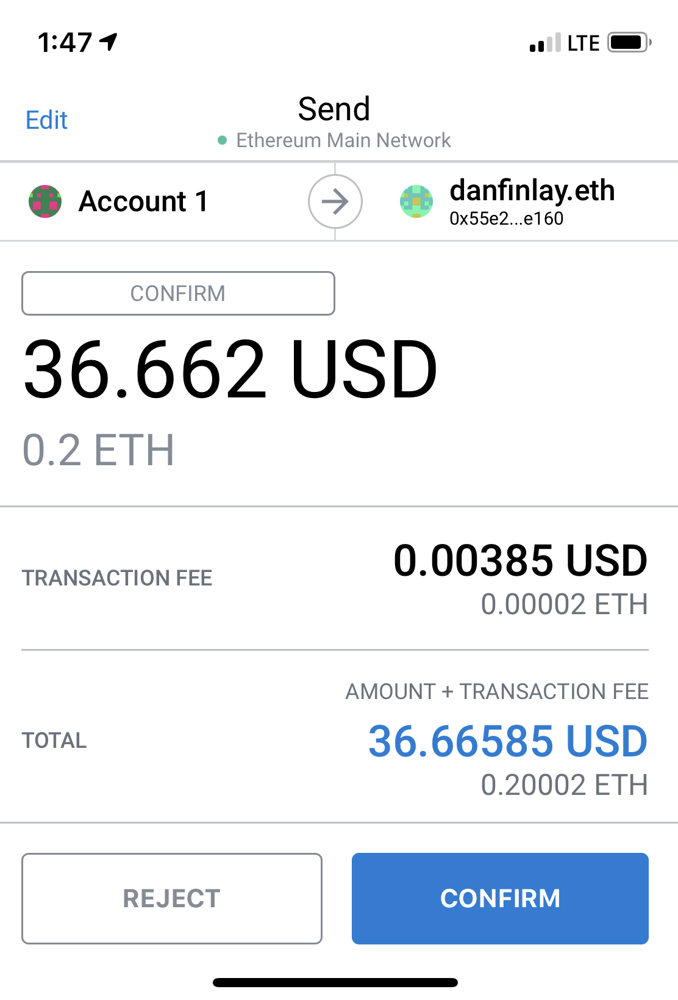 1:47 LTE
Edit
Send
Ethereum Main Network
Account 1
danfinlay.eth
0x55e2...e160
CONFIRM
36.662 USD
0.2 ETH
TRANSACTION FEE
0.00385 USD
0.00002 ETH
AMOUNT + TRANSACTION FEE
TOTAL
36.66585 USD
0.20002 ETH
REJECT
CONFIRM